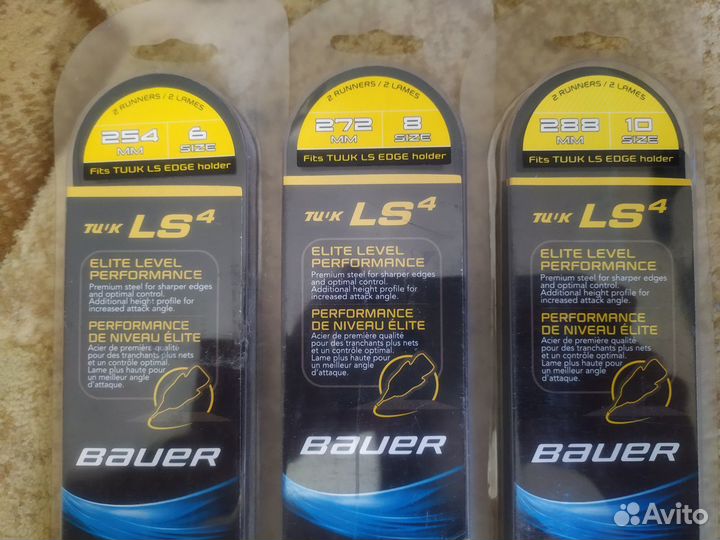 2 RUNNERS / 2 LAMES
254 MM
6 SIZE
Fits TUUK LS EDGE holder
TUUK LS4
ELITE LEVEL
PERFORMANCE
Premium steel for sharper edges
and optimal control.
Additional height profile for
increased attack angle.
PERFORMANCE
DE NIVEAU ÉLITE
Acier de première qualité
pour des tranchants plus nets
et un contrôle optimal.
Lame plus haute pour
un meilleur angle
d'attaque.
BAUER
2 RUNNERS / 2 LAMES
272 MM
8 SIZE
Fits TUUK LS EDGE holder
TUUK LS4
ELITE LEVEL
PERFORMANCE
Premium steel for sharper edges
and optimal control.
Additional height profile for
increased attack angle.
PERFORMANCE
DE NIVEAU ÉLITE
Acier de première qualité
pour des tranchants plus nets
et un contrôle optimal.
Lame plus haute pour
un meilleur angle
d'attaque.
BAUER
2 RUNNERS / 2 LAMES
288 MM
10 SIZE
Fits TUUK LS EDGE holder
TUUK LS4
ELITE LEVEL
PERFORMANCE
Premium steel for sharper edges
and optimal control.
Additional height profile for
increased attack angle.
PERFORMANCE
DE NIVEAU ÉLITE
Acier de première qualité
pour des tranchants plus nets
et un contrôle optimal.
Lame plus haute pour
un meilleur angle
d'attaque.
BAUER
Avito